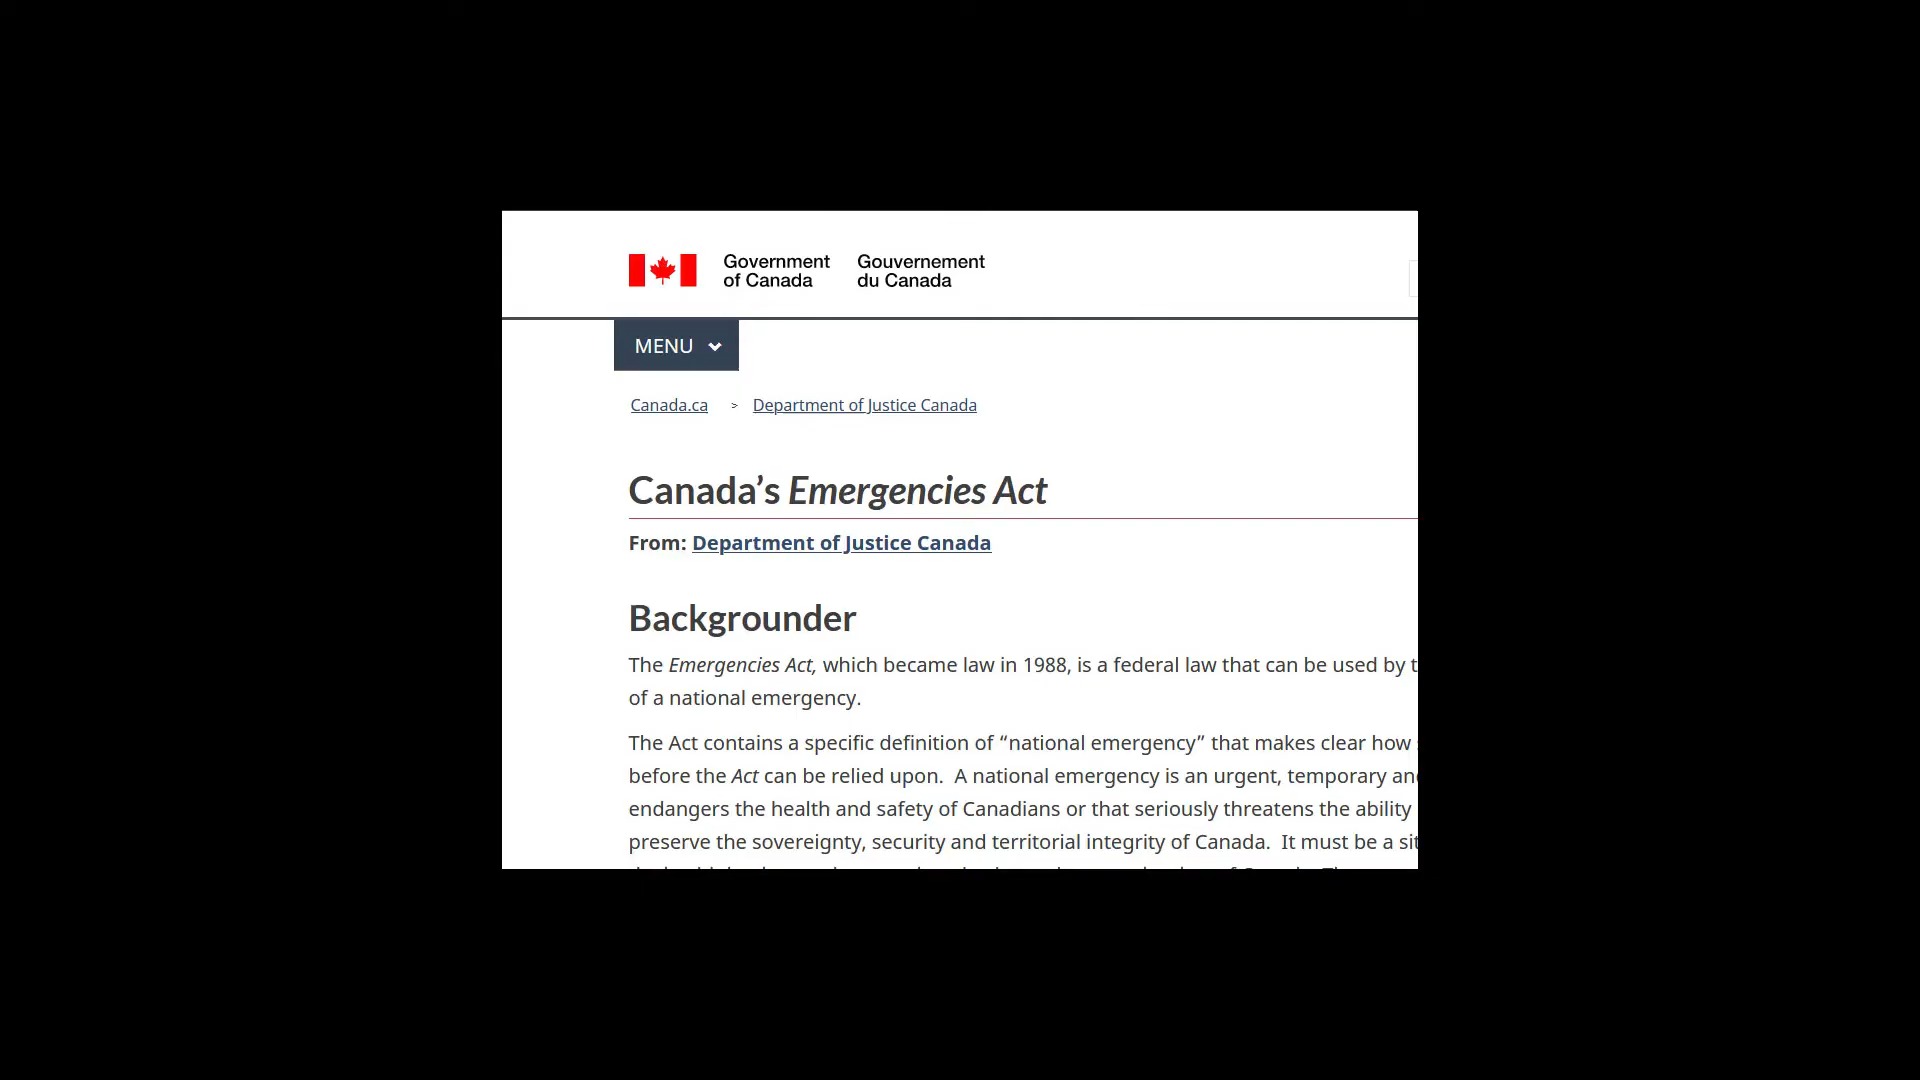 Government of Canada
Gouvernement du Canada
MENU
Canada.ca > Department of Justice Canada
Canada’s Emergencies Act
From: Department of Justice Canada
Backgrounder
The Emergencies Act, which became law in 1988, is a federal law that can be used by
of a national emergency.
The Act contains a specific definition of “national emergency” that makes clear how
before the Act can be relied upon.  A national emergency is an urgent, temporary
endangers the health and safety of Canadians or that seriously threatens the ability
preserve the sovereignty, security and territorial integrity of Canada.  It must be a